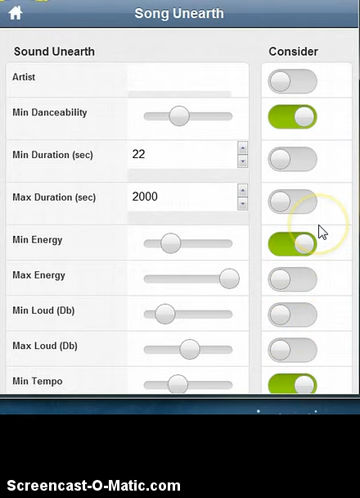 Song Unearth
Sound Unearth Consider
Artist
Min Danceability
Min Duration (sec) 22
Max Duration (sec) 2000
Min Energy
Max Energy
Min Loud (Db)
Max Loud (Db)
Min Tempo
Screencast-O-Matic.com